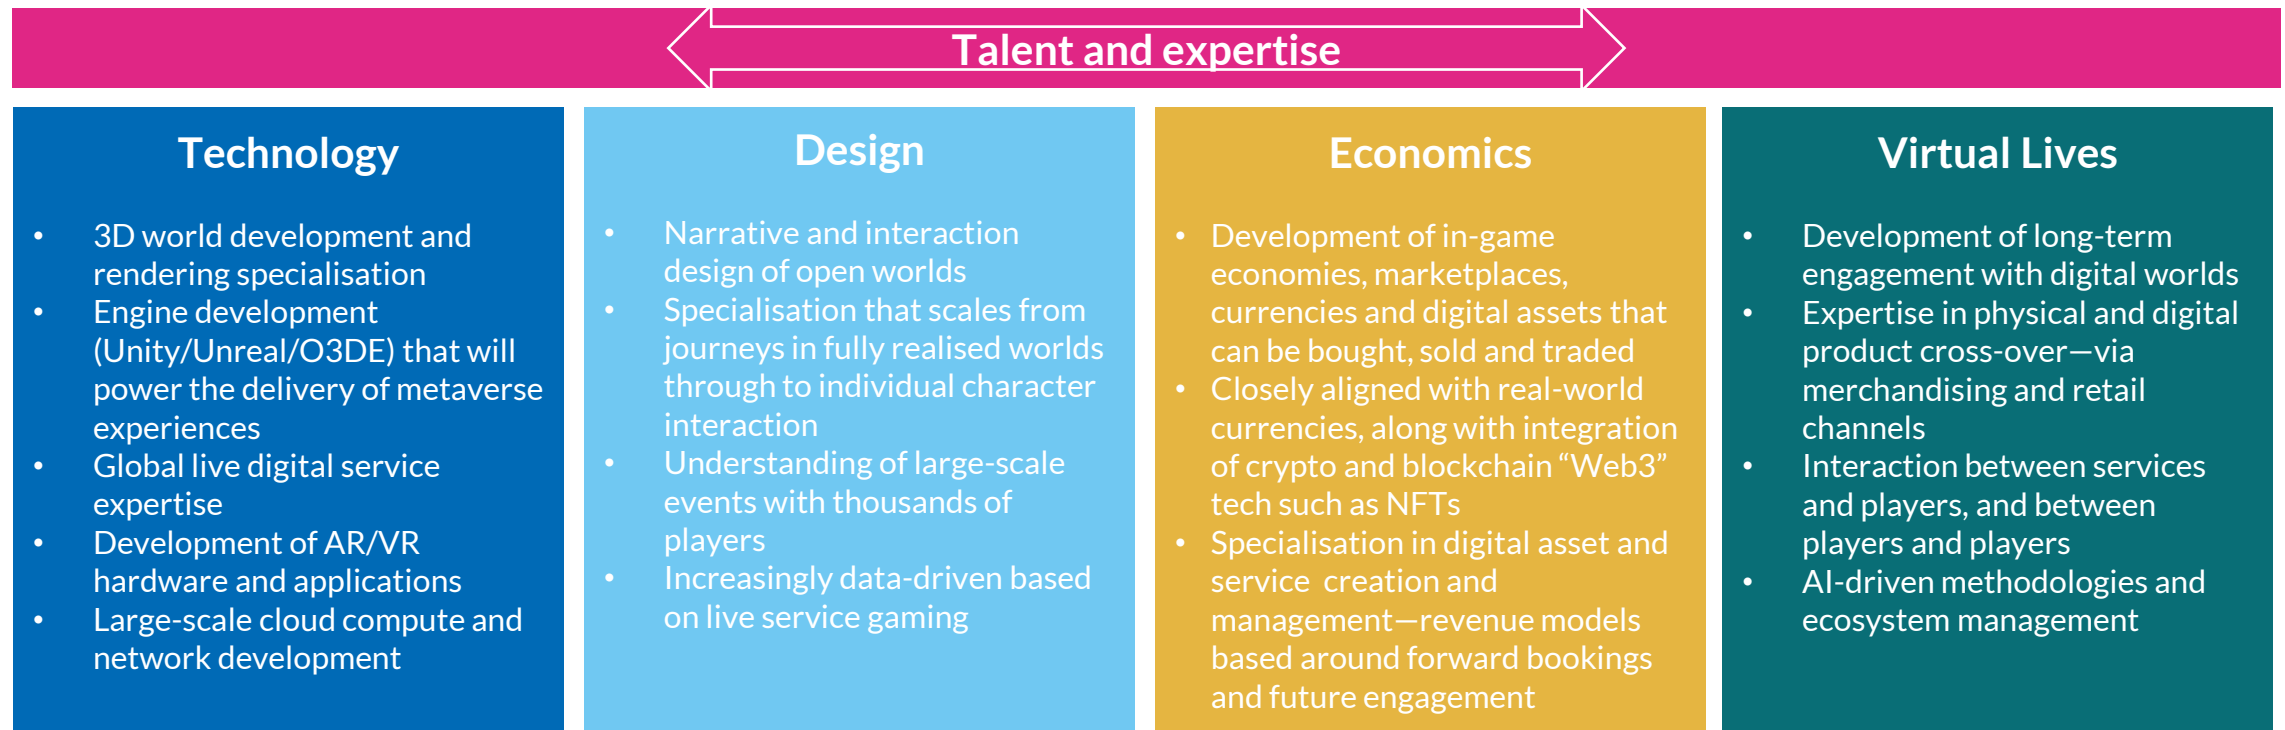 Talent and expertise
Technology
• 3D world development and
rendering specialisation
• Engine development
(Unity/Unreal/O3DE) that will
power the delivery of metaverse
experiences
• Global live digital service
expertise
• Development of AR/VR
hardware and applications
• Large-scale cloud compute and
network development
Design
• Narrative and interaction
design of open worlds
• Specialisation that scales from
journeys in fully realised worlds
through to individual character
interaction
• Understanding of large-scale
events with thousands of
players
• Increasingly data-driven based
on live service gaming
Economics
• Development of in-game
economies, marketplaces,
currencies and digital assets that
can be bought, sold and traded
• Closely aligned with real-world
currencies, along with integration
of crypto and blockchain “Web3”
tech such as NFTs
• Specialisation in digital asset and
service  creation and
management—revenue models
based around forward bookings
and future engagement
Virtual Lives
• Development of long-term
engagement with digital worlds
• Expertise in physical and digital
product cross-over—via
merchandising and retail
channels
• Interaction between services
and players, and between
players and players
• AI-driven methodologies and
ecosystem management